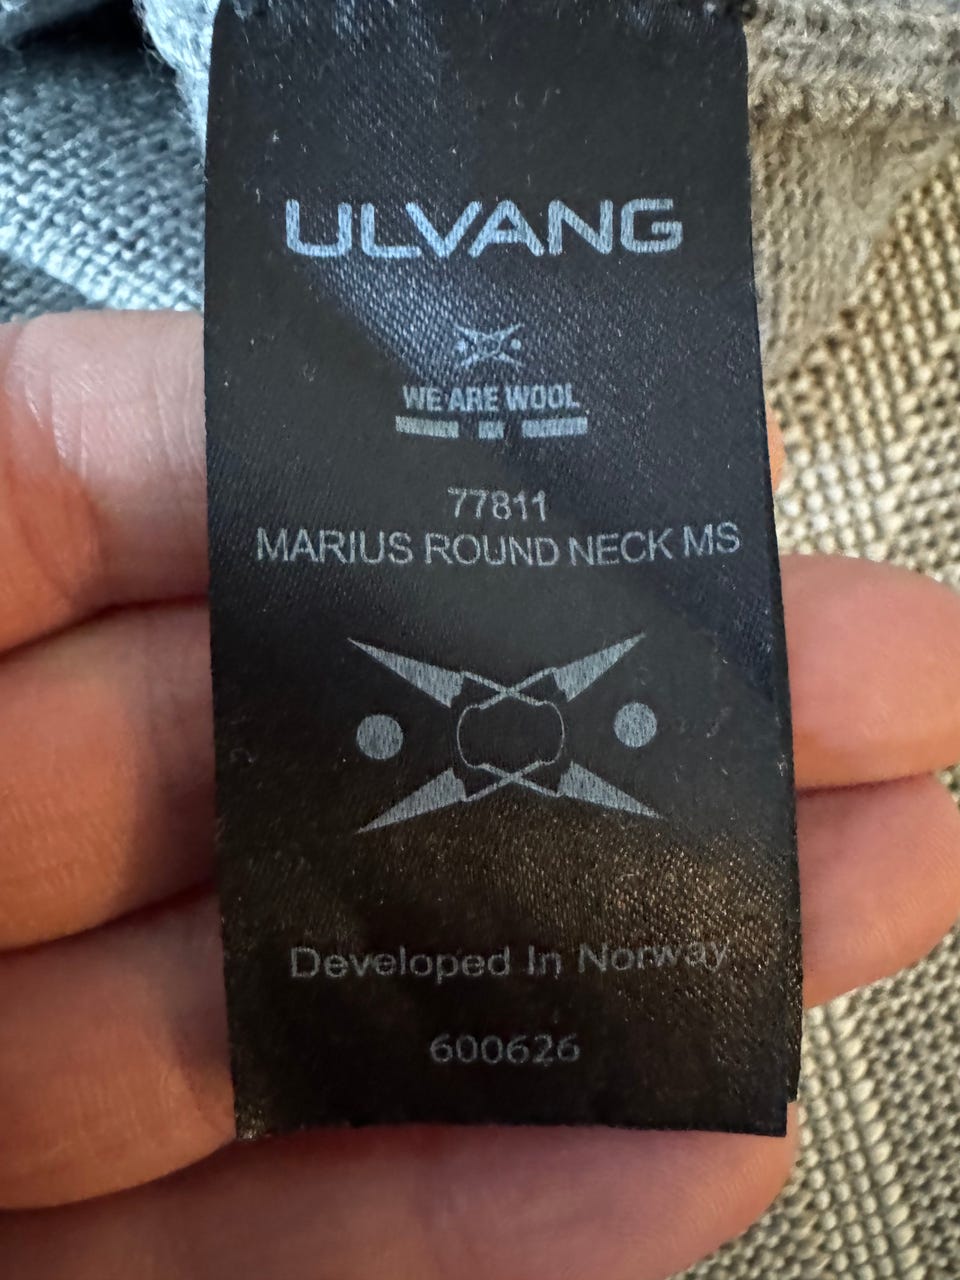 ULVANG
WE ARE WOOL
77811
MARIUS ROUND NECK MS
Developed In Norway
600626